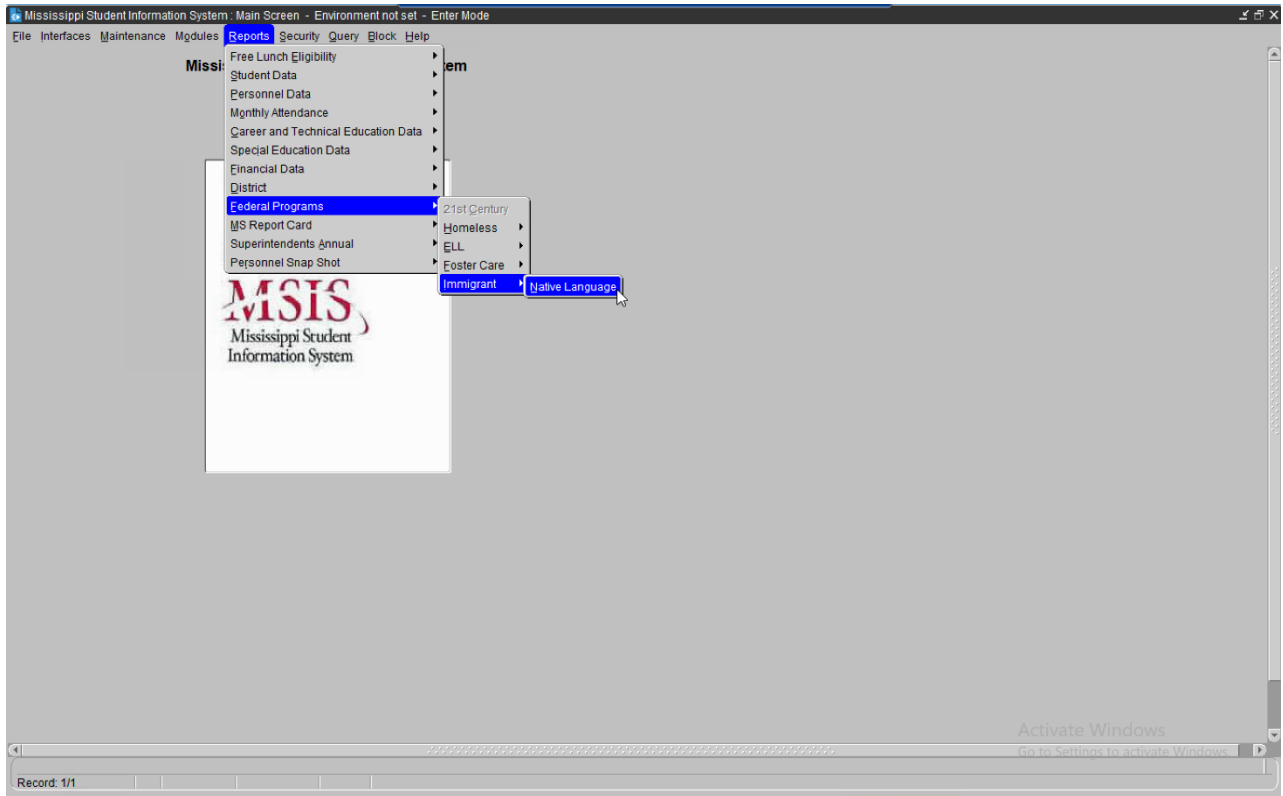 Mississippi Student Information System : Main Screen - Environment not set - Enter Mode
File Interfaces Maintenance Modules Reports Security Query Block Help
Free Lunch Eligibility
Student Data
Personnel Data
Monthly Attendance
Career and Technical Education Data
Special Education Data
Financial Data
District
Federal Programs
MS Report Card
Superintendents Annual
Personnel Snap Shot
21st Century
Homeless
ELL
Foster Care
Immigrant
Native Language
MSIS
Mississippi Student
Information System
Activate Windows
Go to Settings to activate Windows.
Record: 1/1